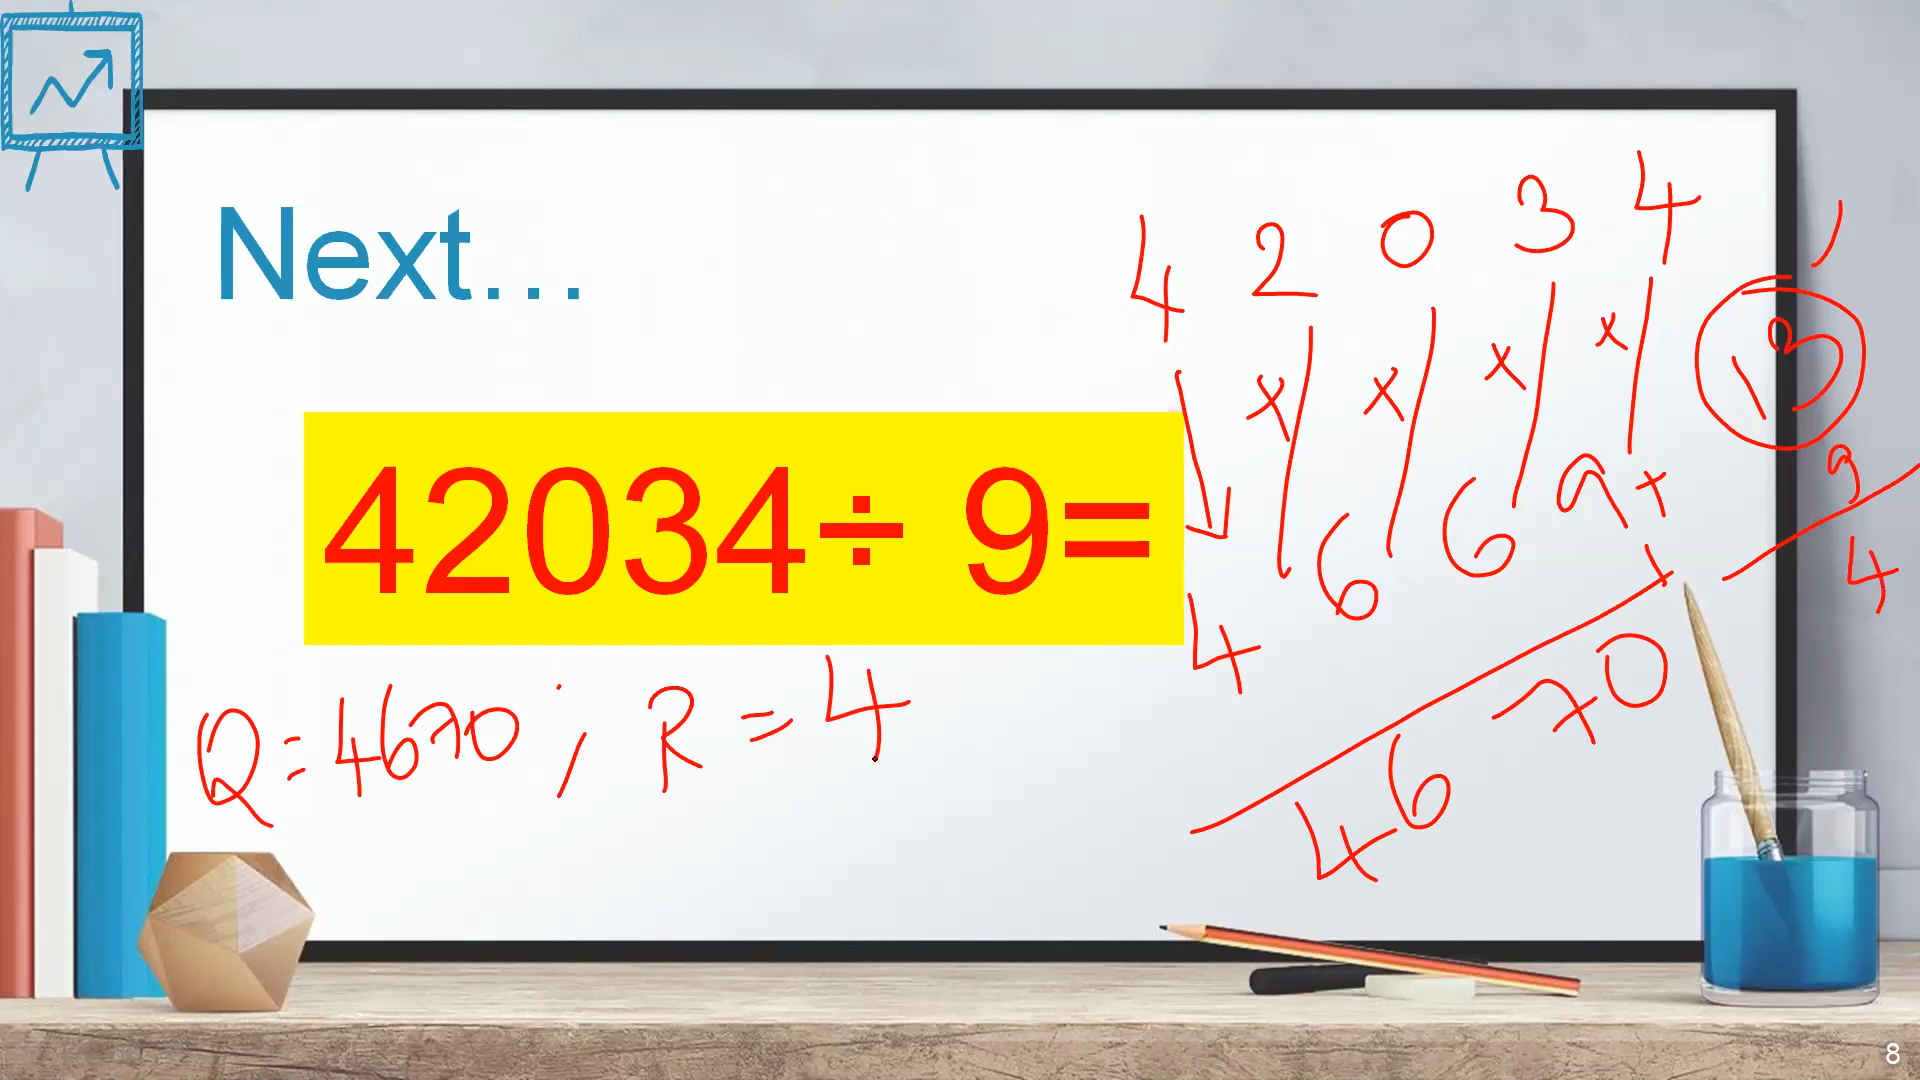 Next...
42034÷ 9=
4 2 0 3 4
x x x x
13
4 6 6 9 +
1
9
4
4670
Q=4670; R=4
8